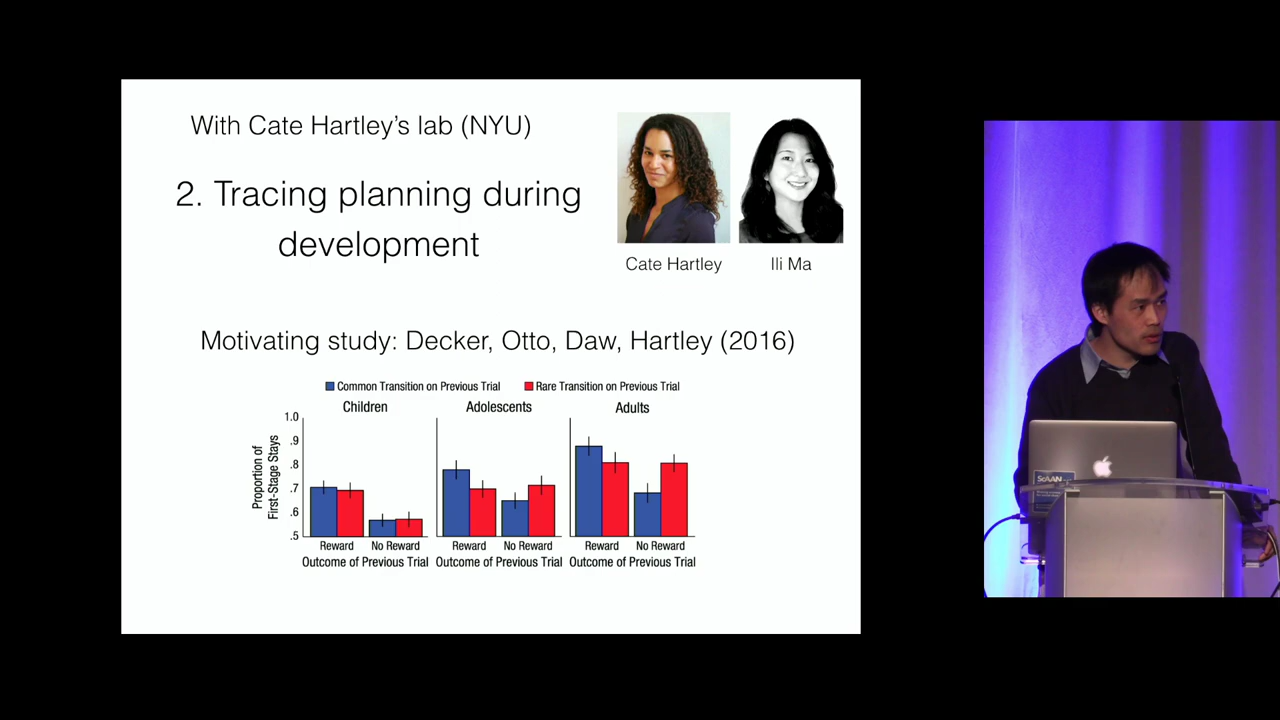 With Cate Hartley's lab (NYU)
2. Tracing planning during
development
Cate Hartley
Ili Ma
Motivating study: Decker, Otto, Daw, Hartley (2016)
Common Transition on Previous Trial
Rare Transition on Previous Trial
Children
Adolescents
Adults
Proportion of
First-Stage Stays
1.0
.9
.8
.7
.6
.5
Reward
No Reward
Reward
No Reward
Reward
No Reward
Outcome of Previous Trial
Outcome of Previous Trial
Outcome of Previous Trial